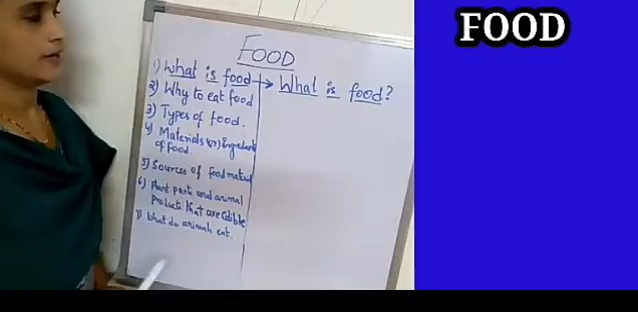 FOOD
FOOD
1) What is food → What is food?
2) Why to eat food
3) Types of food.
4) Materials (or) Ingredients
of food.
5) Sources of food material
6) Plant parts and animal
products that are edible
7) What do animals eat.